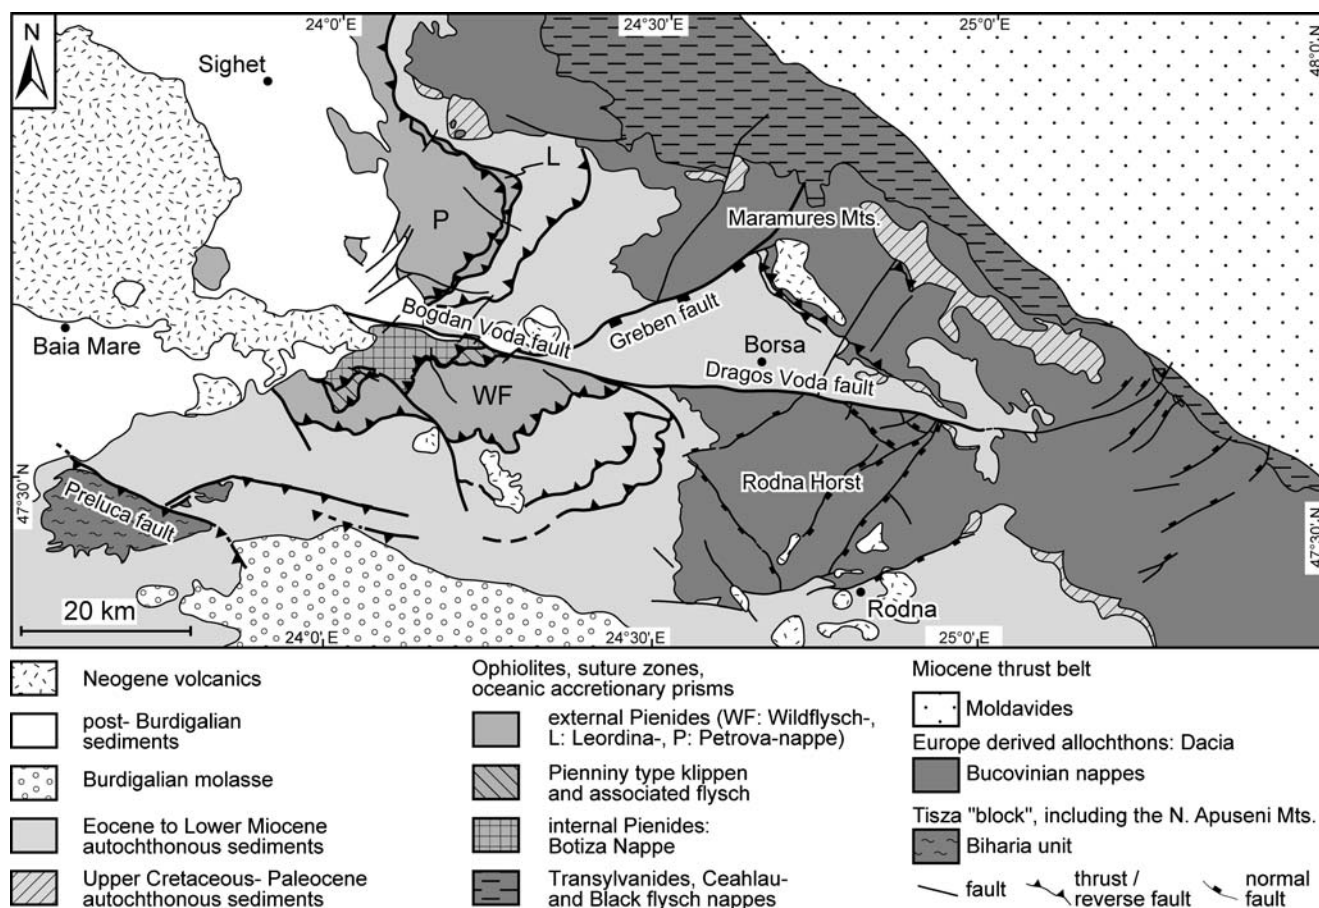 24°0'E
24°30'E
25°0'E
N
48°0'N
Sighet
L
P
Maramures Mts.
Bogdan Voda fault
Greben fault
Baia Mare
Borsa
Dragos Voda fault
WF
Rodna Horst
47°30'N
Preluca fault
47°30'N
20 km
Rodna
24°0'E
24°30'E
25°0'E
Neogene volcanics
post- Burdigalian
sediments
Burdigalian molasse
Eocene to Lower Miocene
autochthonous sediments
Upper Cretaceous- Paleocene
autochthonous sediments
Ophiolites, suture zones,
oceanic accretionary prisms
external Pienides (WF: Wildflysch-,
L: Leordina-, P: Petrova-nappe)
Pienniny type klippen
and associated flysch
internal Pienides:
Botiza Nappe
Transylvanides, Ceahlau-
and Black flysch nappes
Miocene thrust belt
Moldavides
Europe derived allochthons: Dacia
Bucovinian nappes
Tisza "block", including the N. Apuseni Mts.
Biharia unit
fault
thrust /
reverse fault
normal
fault